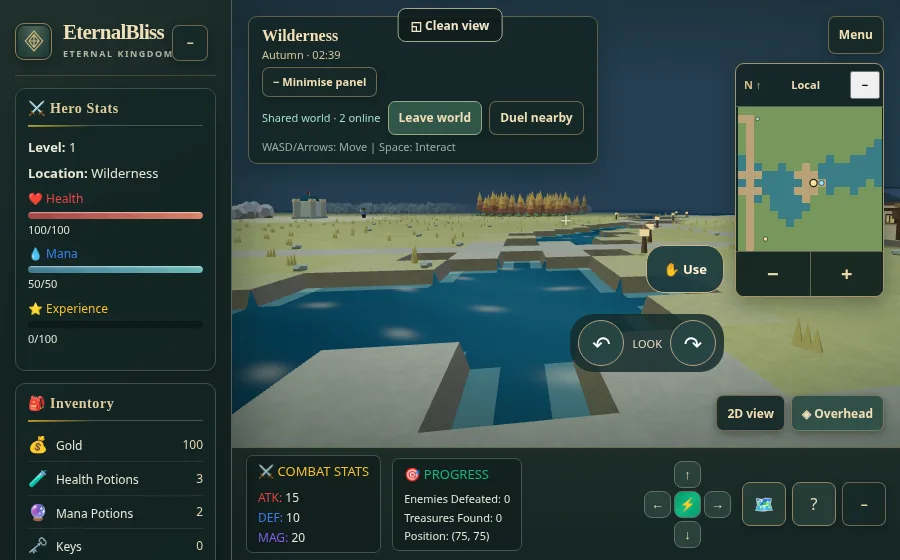 EternalBliss
ETERNAL KINGDOM
–
⚔️ Hero Stats
Level: 1
Location: Wilderness
❤️ Health
100/100
💧 Mana
50/50
⭐ Experience
0/100
🎒 Inventory
💰 Gold 100
🧪 Health Potions 3
🔮 Mana Potions 2
🗝️ Keys 0
◱ Clean view
Wilderness
Autumn · 02:39
– Minimise panel
Shared world · 2 online
Leave world
Duel nearby
WASD/Arrows: Move | Space: Interact
Menu
N ↑ Local –
− +
✋ Use
↶ LOOK ↷
2D view
◈ Overhead
⚔️ COMBAT STATS
ATK: 15
DEF: 10
MAG: 20
🎯 PROGRESS
Enemies Defeated: 0
Treasures Found: 0
Position: (75, 75)
↑
← ⚡ →
↓
🗺️ ? –